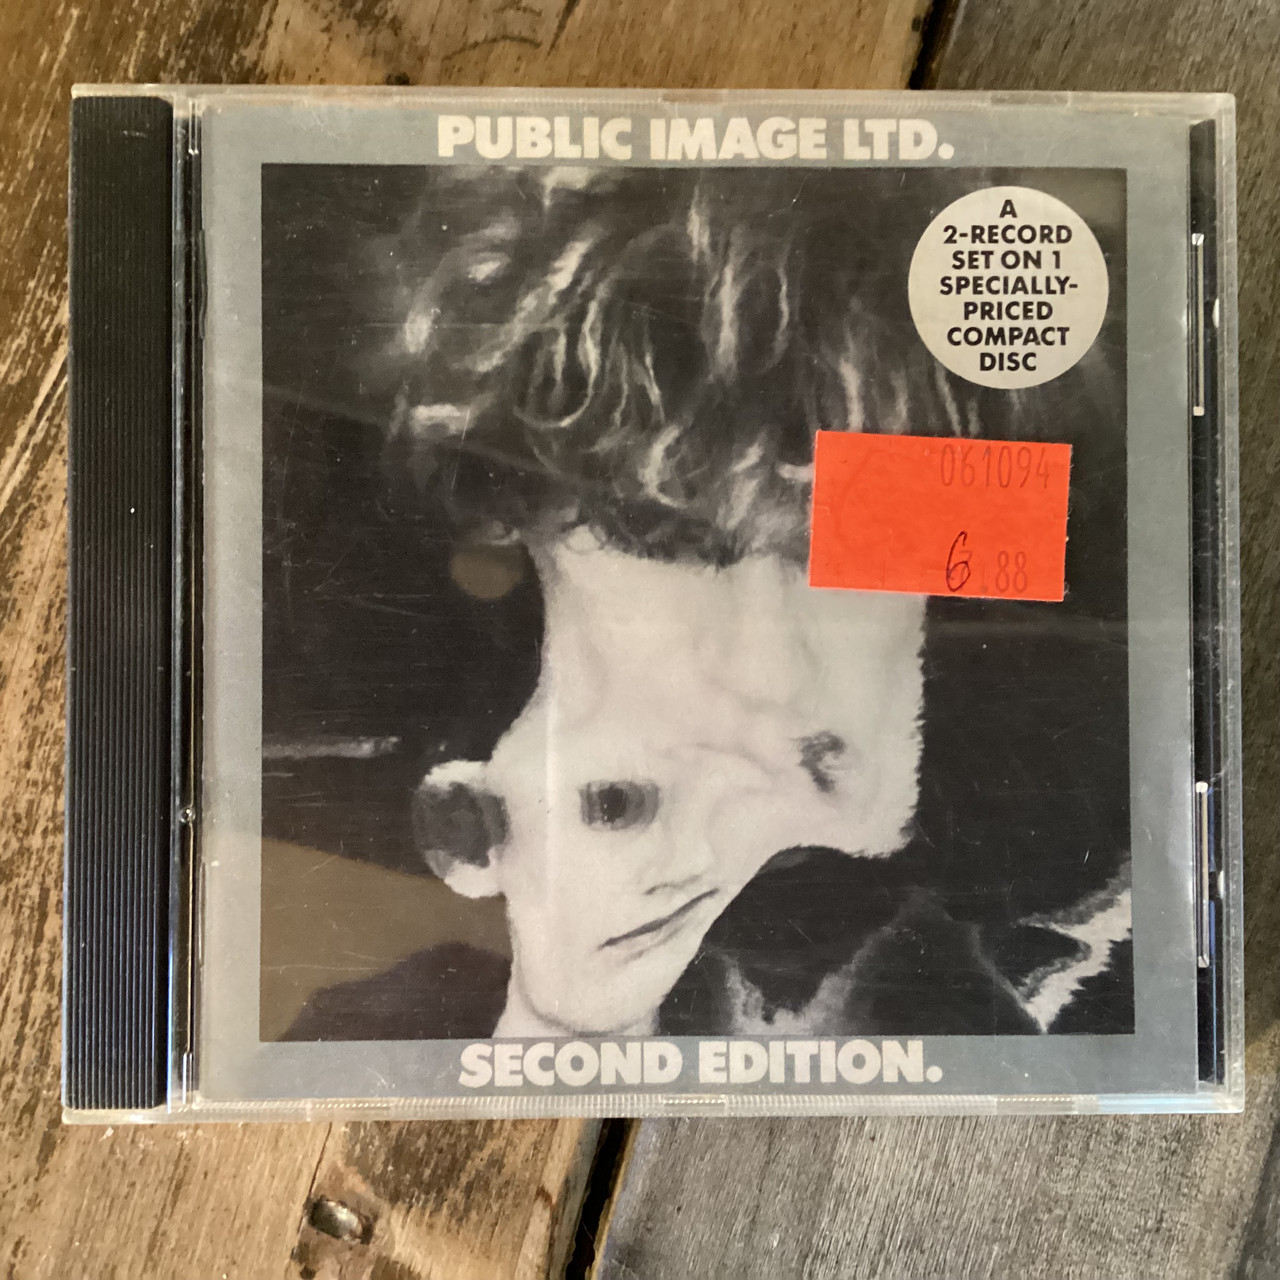 PUBLIC IMAGE LTD.
A
2-RECORD
SET ON 1
SPECIALLY-
PRICED
COMPACT
DISC
061094
6.88
SECOND EDITION.